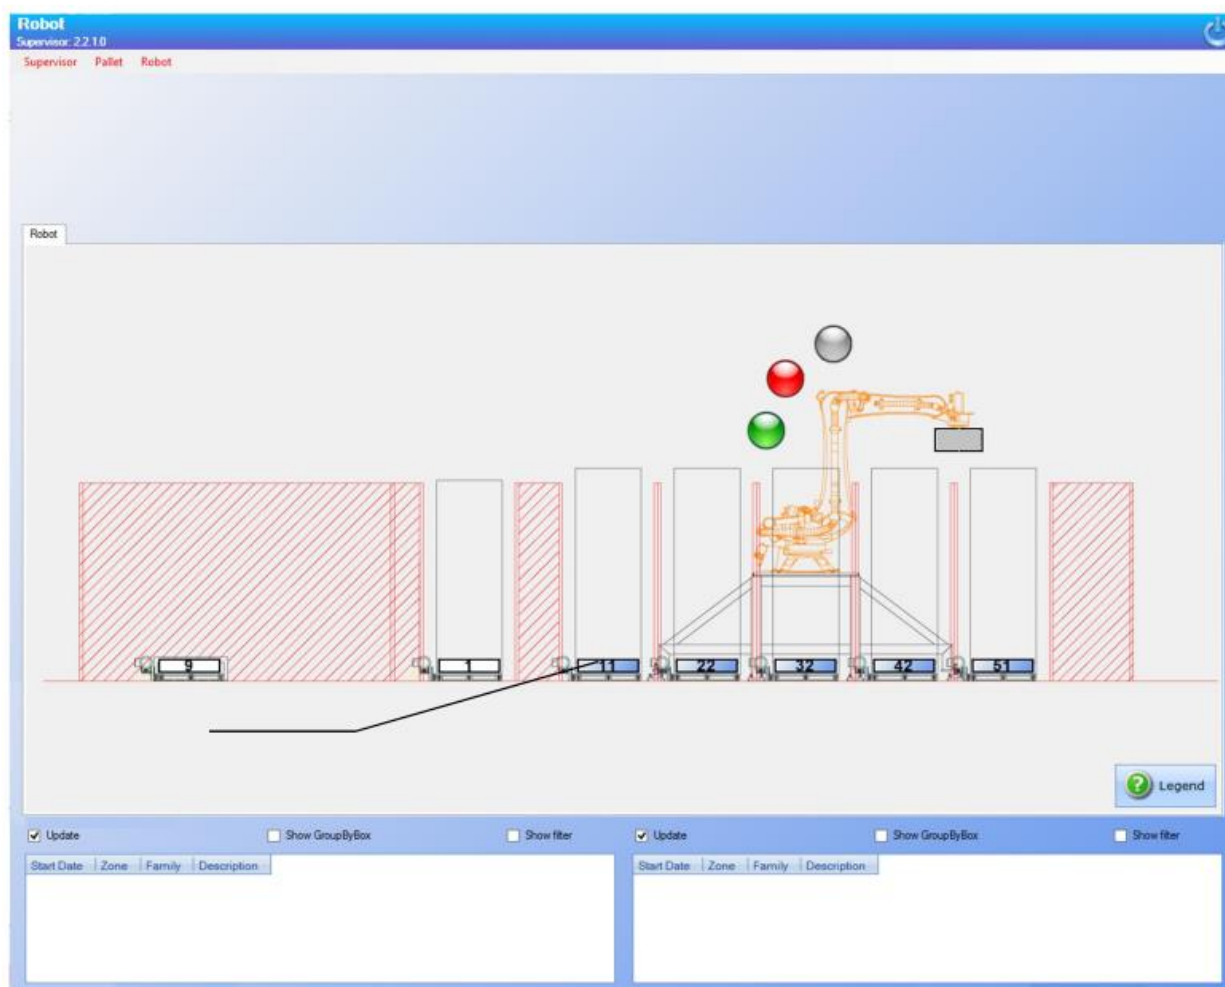 Robot
Supervisor: 2.2.1.0
Supervisor Pallet Robot
Robot
9 1 11 22 32 42 51
Legend
Update Show GroupByBox Show filter Update Show GroupByBox Show filter
Start Date Zone Family Description Start Date Zone Family Description